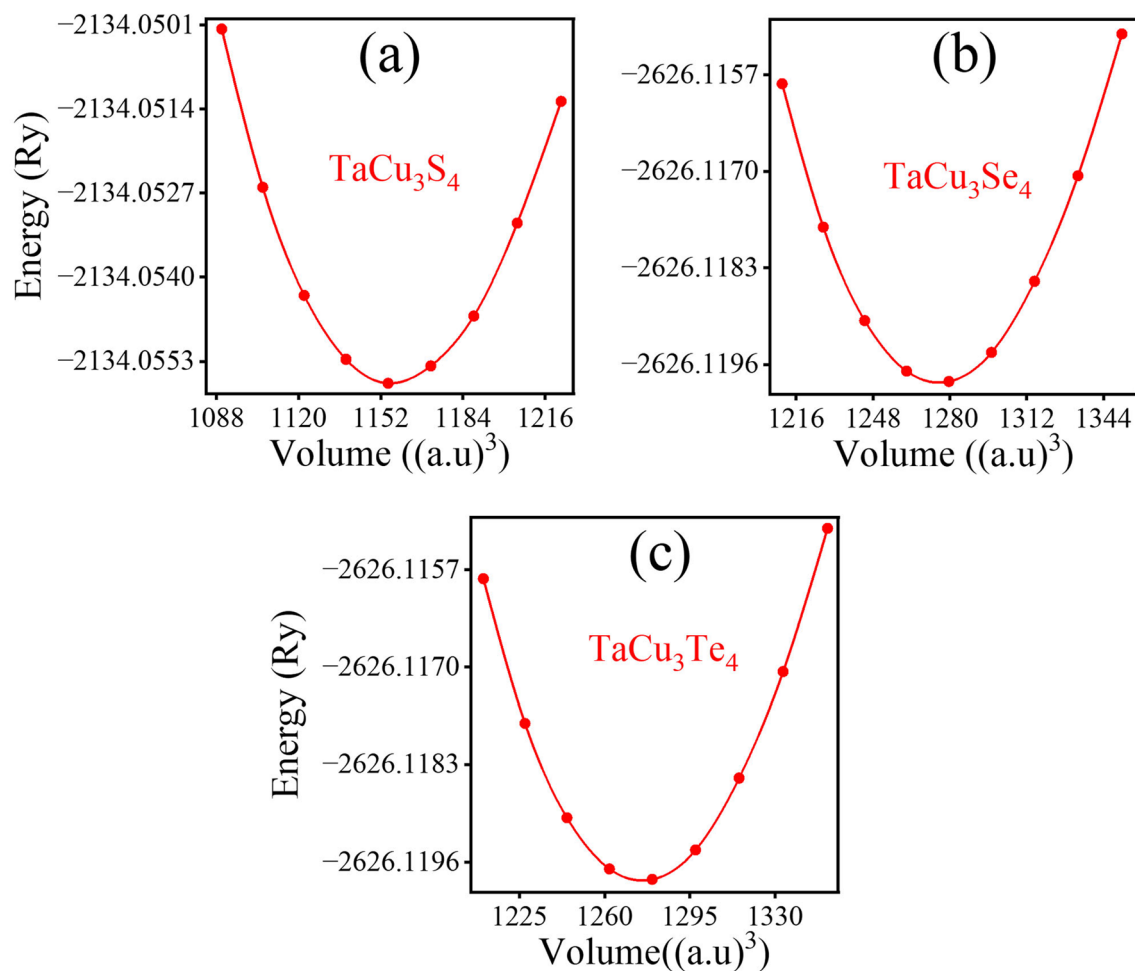 (a)
TaCu₃S₄
Energy (Ry)
−2134.0501
−2134.0514
−2134.0527
−2134.0540
−2134.0553
1088 1120 1152 1184 1216
Volume ((a.u)³)
(b)
TaCu₃Se₄
−2626.1157
−2626.1170
−2626.1183
−2626.1196
1216 1248 1280 1312 1344
Volume ((a.u)³)
(c)
TaCu₃Te₄
Energy (Ry)
−2626.1157
−2626.1170
−2626.1183
−2626.1196
1225 1260 1295 1330
Volume((a.u)³)